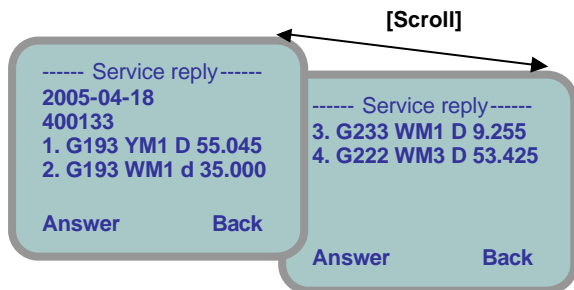 [Scroll]
------ Service reply------
2005-04-18
400133
1. G193 YM1 D 55.045
2. G193 WM1 d 35.000
Answer Back
------ Service reply------
3. G233 WM1 D 9.255
4. G222 WM3 D 53.425
Answer Back